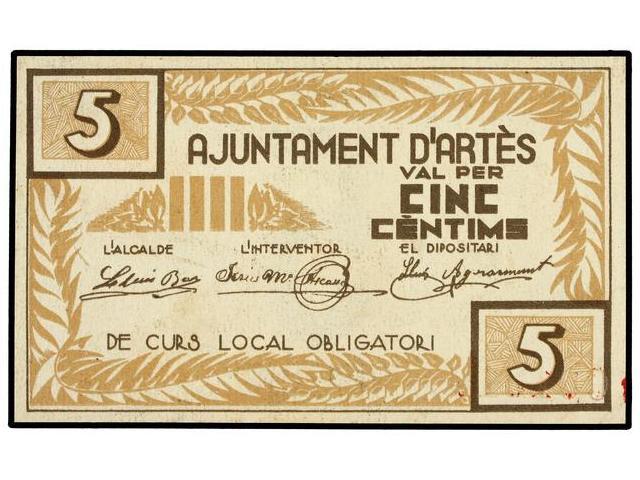 5
AJUNTAMENT D'ARTÈS
VAL PER
CINC
CÈNTIMS
L'ALCALDE L'INTERVENTOR EL DIPOSITARI
DE CURS LOCAL OBLIGATORI
5